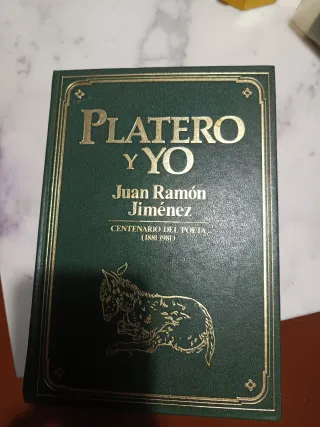 PLATERO
Y YO
Juan Ramón
Jiménez
CENTENARIO DEL POETA
(1881 1981)